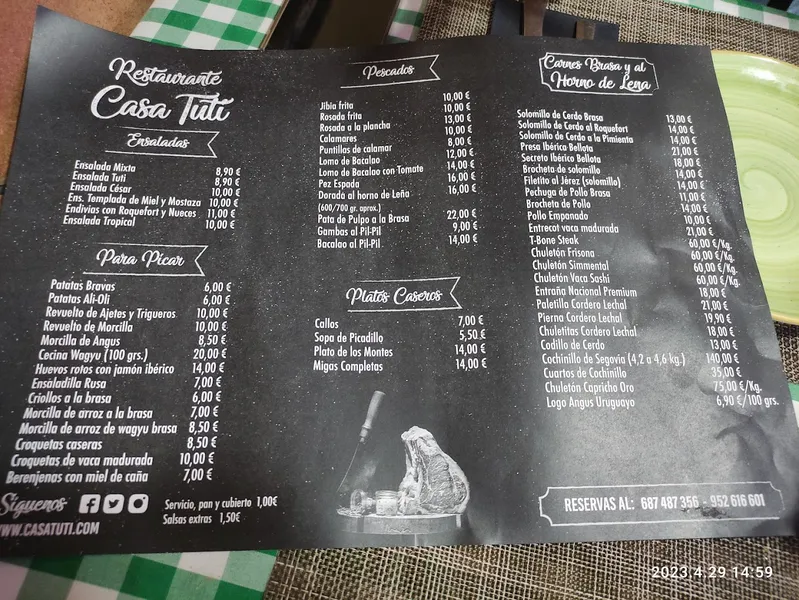 Restaurante
Casa Tuti
Ensaladas
Ensalada Mixta 8,90 €
Ensalada Tuti 8,90 €
Ensalada César 10,00 €
Ens. Templada de Miel y Mostaza 10,00 €
Endivias con Roquefort y Nueces 11,00 €
Ensalada Tropical 10,00 €
Para Picar
Patatas Bravas 6,00 €
Patatas Ali-Oli 6,00 €
Revuelto de Ajetes y Trigueros 10,00 €
Revuelto de Morcilla 10,00 €
Morcilla de Angus 8,50 €
Cecina Wagyu (100 grs.) 20,00 €
Huevos rotos con jamón ibérico 14,00 €
Ensaladilla Rusa 7,00 €
Criollos a la brasa 6,00 €
Morcilla de arroz a la brasa 7,00 €
Morcilla de arroz de wagyu brasa 8,50 €
Croquetas caseras 8,50 €
Croquetas de vaca madurada 10,00 €
Berenjenas con miel de caña 7,00 €
Síguenos
WWW.CASATUTI.COM
Servicio, pan y cubierto 1,00€
Salsas extras 1,50€
Pescados
Jibia frita 10,00 €
Rosada frita 10,00 €
Rosada a la plancha 13,00 €
Calamares 10,00 €
Puntillas de calamar 8,00 €
Lomo de Bacalao 12,00 €
Lomo de Bacalao con Tomate 14,00 €
Pez Espada 16,00 €
Dorada al horno de Leña 16,00 €
(600/700 gr. aprox.)
Pata de Pulpo a la Brasa 22,00 €
Gambas al Pil-Pil 9,00 €
Bacalao al Pil-Pil 14,00 €
Platos Caseros
Callos 7,00 €
Sopa de Picadillo 5,50 €
Plato de los Montes 14,00 €
Migas Completas 14,00 €
Carnes Brasa y al
Horno de Lena
Solomillo de Cerdo Brasa 13,00 €
Solomillo de Cerdo al Roquefort 14,00 €
Solomillo de Cerdo a la Pimienta 14,00 €
Presa Ibérica Bellota 21,00 €
Secreto Ibérico Bellota 18,00 €
Brocheta de solomillo 14,00 €
Filetito al Jérez (solomillo) 14,00 €
Pechuga de Pollo Brasa 11,00 €
Brocheta de Pollo 14,00 €
Pollo Empanado 10,00 €
Entrecot vaca madurada 21,00 €
T-Bone Steak 60,00 €/Kg.
Chuletón Frisona 60,00 €/Kg.
Chuletón Simmental 60,00 €/Kg.
Chuletón Vaca Sashi 60,00 €/Kg.
Entraña Nacional Premium 18,00 €
Paletilla Cordero Lechal 21,00 €
Pierna Cordero Lechal 19,90 €
Chuletitas Cordero Lechal 18,00 €
Codillo de Cerdo 13,00 €
Cochinillo de Segovia (4,2 a 4,6 kg.) 140,00 €
Cuartos de Cochinillo 35,00 €
Chuletón Capricho Oro 75,00 €/Kg.
Lago Angus Uruguayo 6,90 €/100 grs.
RESERVAS AL: 687 487 356 - 952 616 601
2023.4.29 14:59